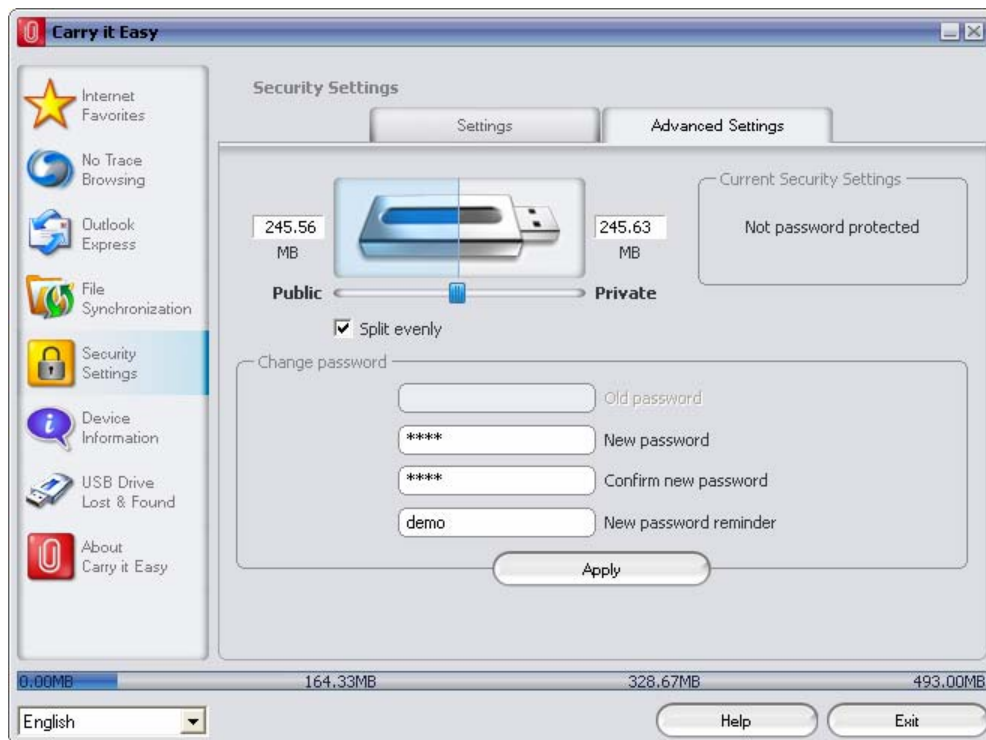 Carry it Easy
Internet
Favorites
No Trace
Browsing
Outlook
Express
File
Synchronization
Security
Settings
Device
Information
USB Drive
Lost & Found
About
Carry it Easy
Security Settings
Settings
Advanced Settings
245.56
MB
245.63
MB
Public
Private
Split evenly
Current Security Settings
Not password protected
Change password
Old password
**** New password
**** Confirm new password
demo New password reminder
Apply
0.00MB 164.33MB 328.67MB 493.00MB
English
Help
Exit